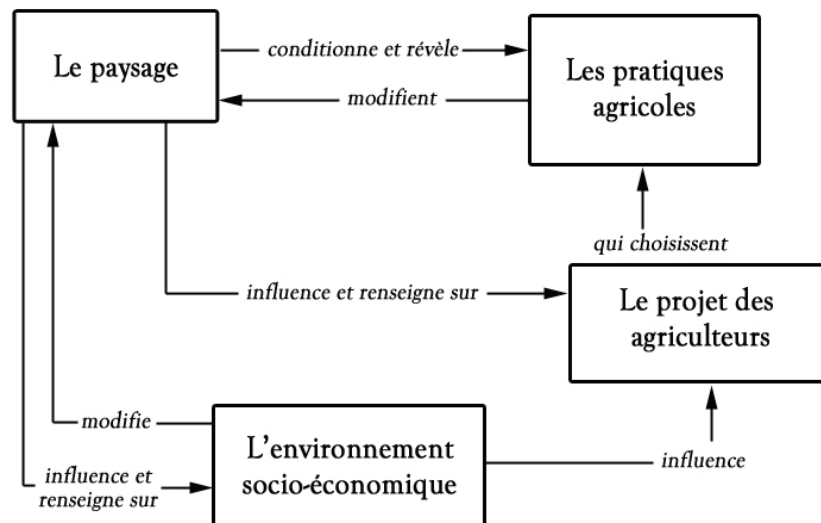 Le paysage
conditionne et révèle
Les pratiques
agricoles
modifient
qui choisissent
influence et renseigne sur
Le projet des
agriculteurs
modifie
L'environnement
socio-économique
influence
influence et
renseigne sur